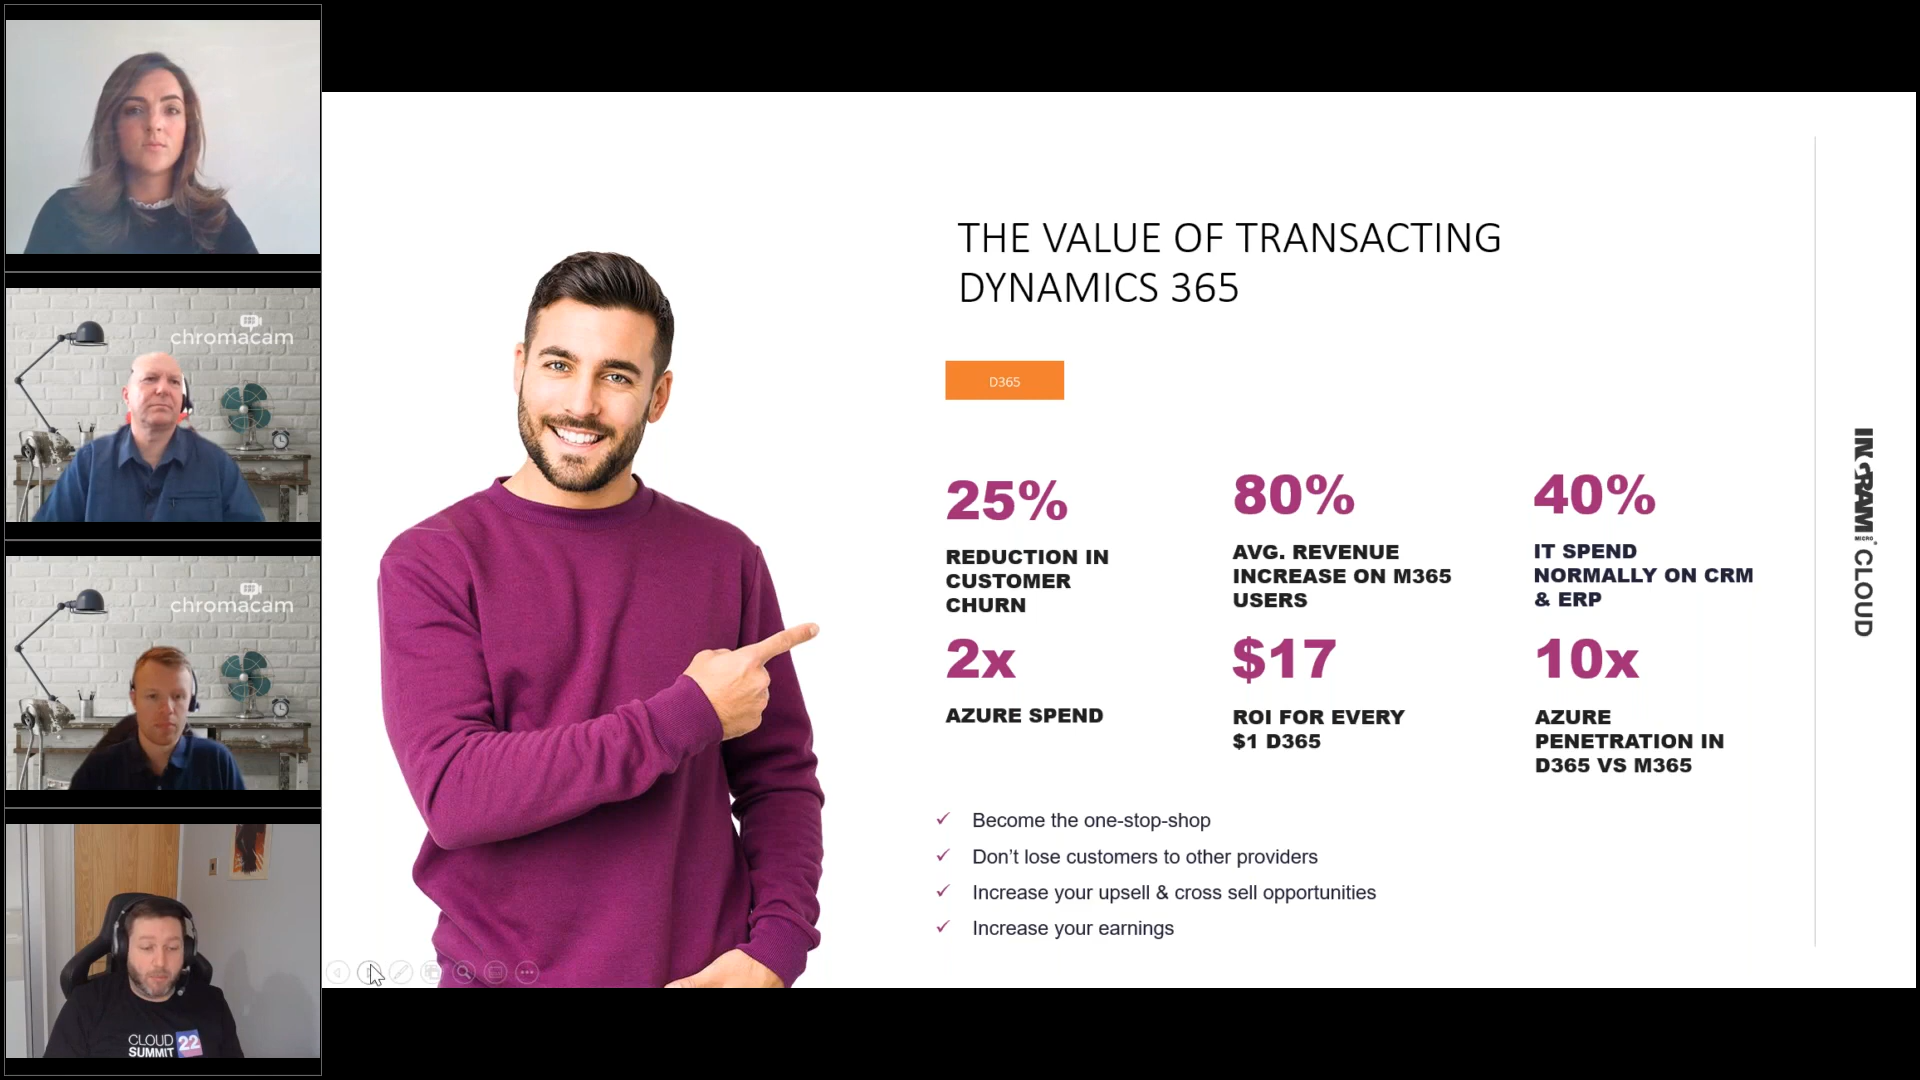 chromacam
chromacam
CLOUD
SUMMIT 22
THE VALUE OF TRANSACTING
DYNAMICS 365
D365
25%
REDUCTION IN
CUSTOMER
CHURN
80%
AVG. REVENUE
INCREASE ON M365
USERS
40%
IT SPEND
NORMALLY ON CRM
& ERP
2x
AZURE SPEND
$17
ROI FOR EVERY
$1 D365
10x
AZURE
PENETRATION IN
D365 VS M365
✓ Become the one-stop-shop
✓ Don’t lose customers to other providers
✓ Increase your upsell & cross sell opportunities
✓ Increase your earnings
INGRAM MICRO® CLOUD